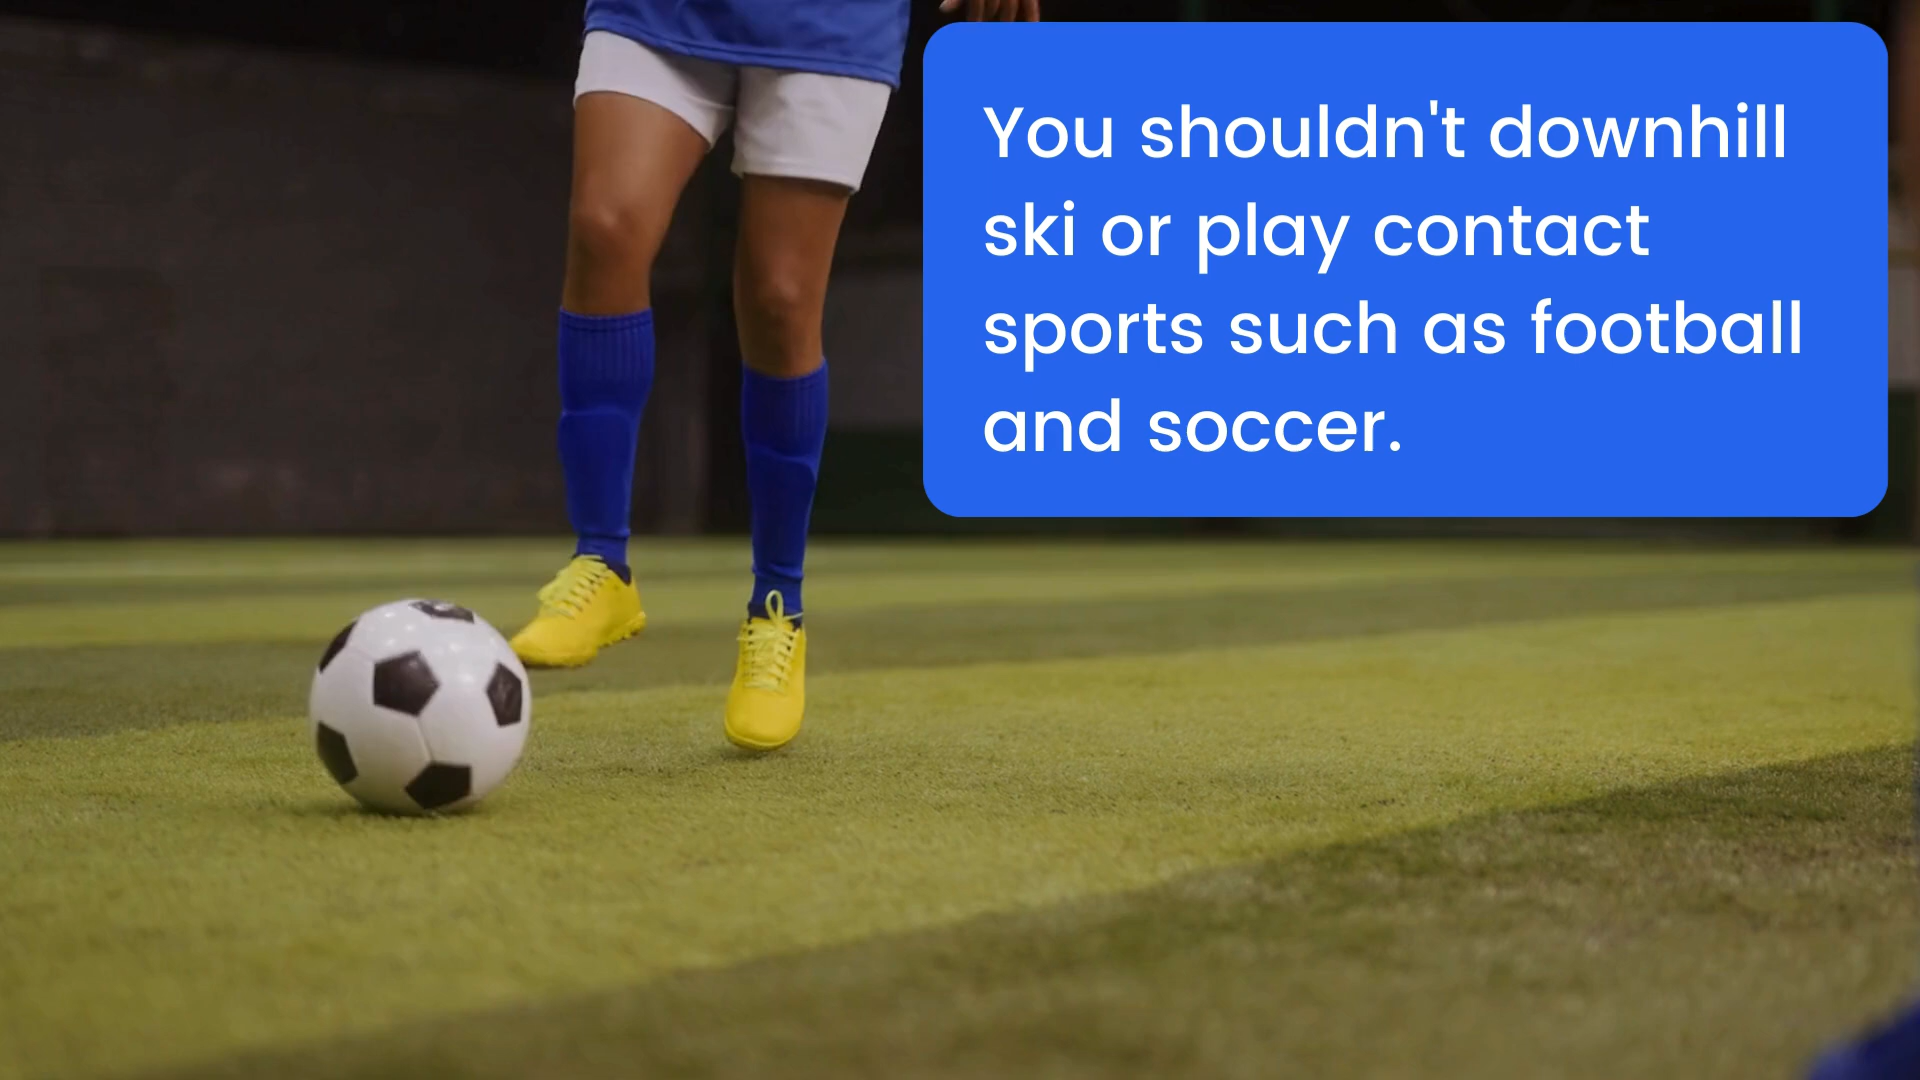 You shouldn't downhill
ski or play contact
sports such as football
and soccer.